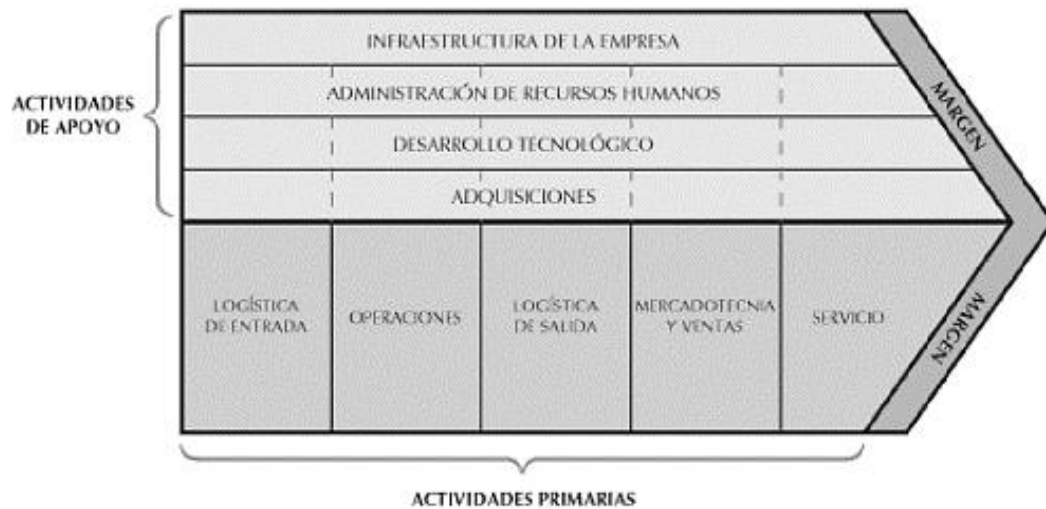 INFRAESTRUCTURA DE LA EMPRESA
ADMINISTRACIÓN DE RECURSOS HUMANOS
DESARROLLO TECNOLÓGICO
ADQUISICIONES
ACTIVIDADES
DE APOYO
MARGEN
LOGÍSTICA
DE ENTRADA
OPERACIONES
LOGÍSTICA
DE SALIDA
MERCADOTECNIA
Y VENTAS
SERVICIO
MARGEN
ACTIVIDADES PRIMARIAS